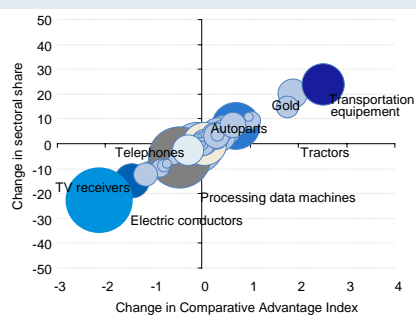 50
40
30
20
10
0
-10
-20
-30
-40
-50
Change in sectoral share
Transportation
equipement
Gold
Autoparts
Telephones
Tractors
TV receivers
Processing data machines
Electric conductors
-3 -2 -1 0 1 2 3 4
Change in Comparative Advantage Index